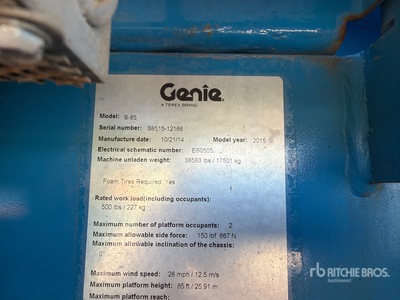 Genie
A TEREX BRAND
Model: S-85
Serial number: S8515-12166
Manufacture date: 10/21/14 Model year: 2015
Electrical schematic number: ES0505
Machine unladen weight: 38583 lbs / 17501 kg
Foam Tires Required: Yes
Rated work load(including occupants):
500 lbs / 227 kg
Maximum number of platform occupants: 2
Maximum allowable side force: 150 lbf 667 N
Maximum allowable inclination of the chassis:
0
Maximum wind speed: 28 mph / 12.5 m/s
Maximum platform height: 85 ft / 25.91 m
Maximum platform reach:
rb RITCHIE BROS.
Auctioneers